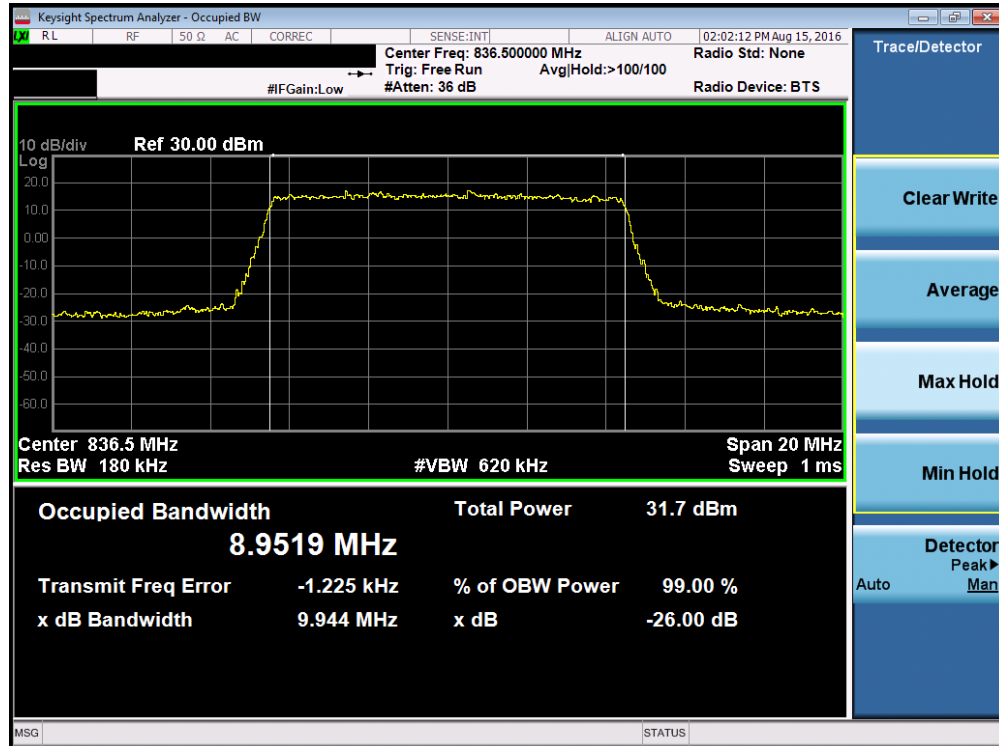 Keysight Spectrum Analyzer - Occupied BW
LXI RL RF 50 Ω AC CORREC SENSE:INT ALIGN AUTO 02:02:12 PM Aug 15, 2016
Center Freq: 836.500000 MHz Radio Std: None
Trig: Free Run Avg|Hold:>100/100
#IFGain:Low #Atten: 36 dB Radio Device: BTS
Trace/Detector
10 dB/div Ref 30.00 dBm
Log
20.0
10.0
0.00
-10.0
-20.0
-30.0
-40.0
-50.0
-60.0
Center 836.5 MHz Span 20 MHz
Res BW 180 kHz #VBW 620 kHz Sweep 1 ms
Occupied Bandwidth Total Power 31.7 dBm
8.9519 MHz
Transmit Freq Error -1.225 kHz % of OBW Power 99.00 %
x dB Bandwidth 9.944 MHz x dB -26.00 dB
Clear Write
Average
Max Hold
Min Hold
Detector
Peak▶
Auto Man
MSG STATUS